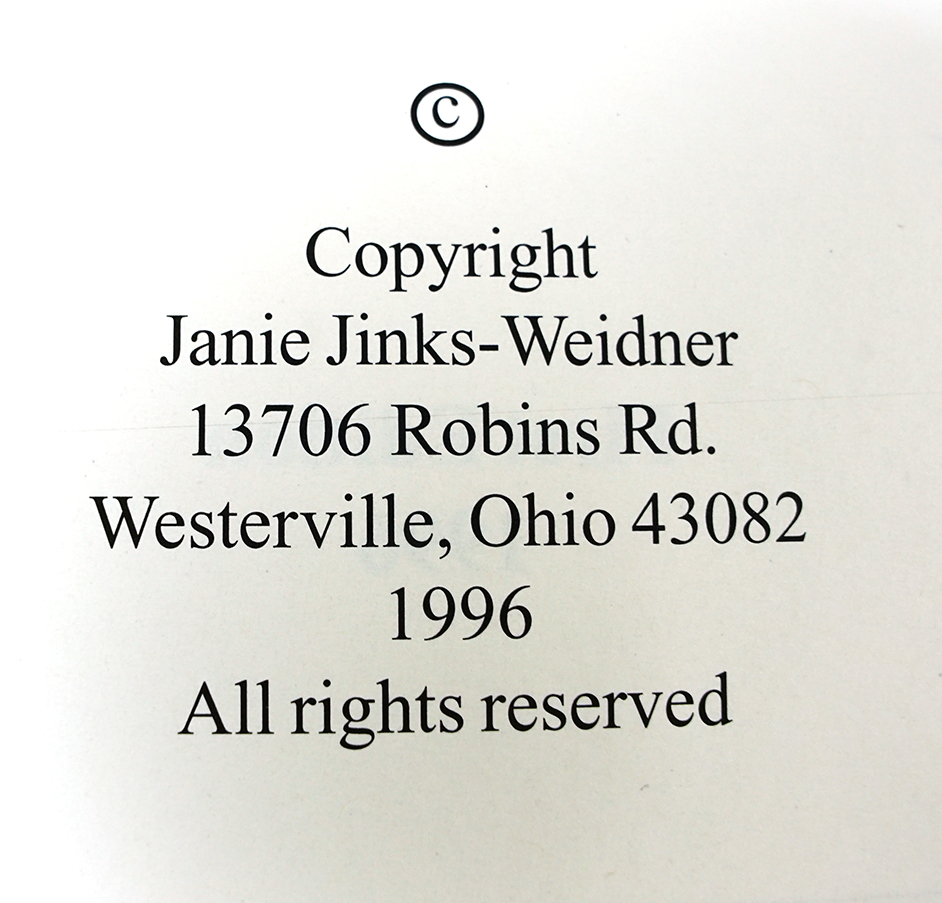 ©
Copyright
Janie Jinks-Weidner
13706 Robins Rd.
Westerville, Ohio 43082
1996
All rights reserved